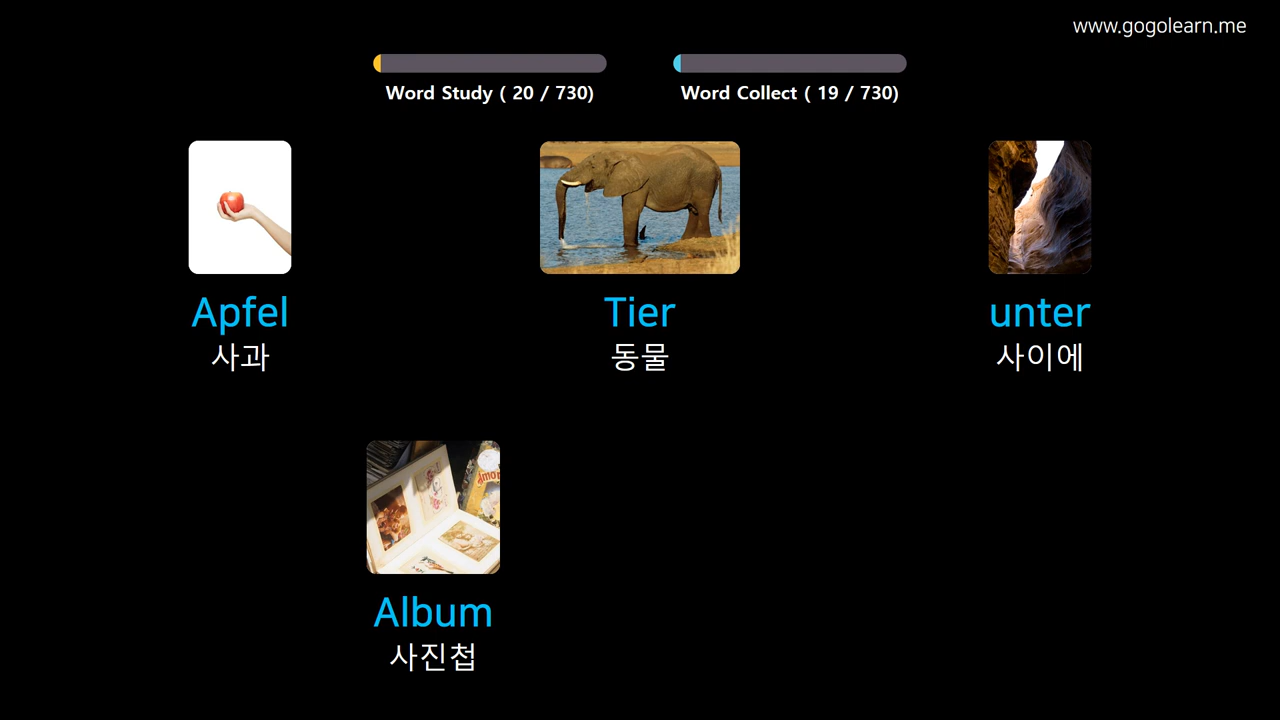 www.gogolearn.me
Word Study ( 20 / 730)
Word Collect ( 19 / 730)
Apfel
사과
Tier
동물
unter
사이에
Album
사진첩